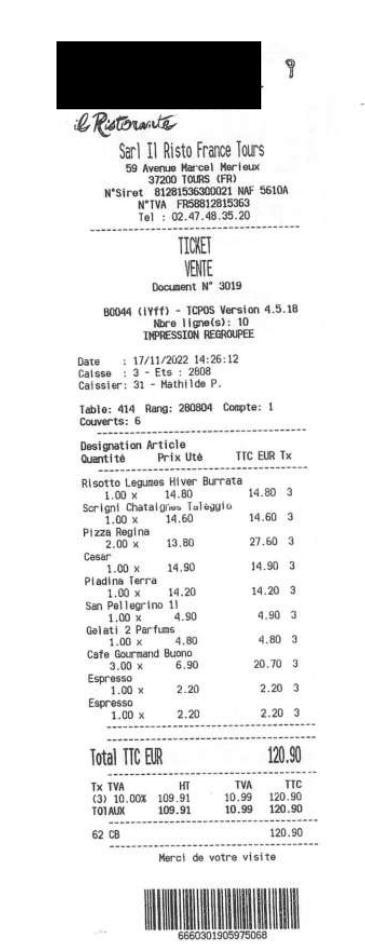 il Ristorante
Sarl Il Risto France Tours
59 Avenue Marcel Merieux
37200 TOURS (FR)
N°Siret 81281536300021 NAF 5610A
N°TVA FR58812815363
Tel : 02.47.48.35.20
TICKET
VENTE
Document N° 3019
B0044 (iYff) - TCPOS Version 4.5.18
Nbre ligne(s): 10
IMPRESSION REGROUPEE
Date : 17/11/2022 14:26:12
Caisse : 3 - Ets : 2808
Caissier: 31 - Mathilde P.
Table: 414 Rang: 280804 Compte: 1
Couverts: 6
Designation Article
Quantité Prix Uté TTC EUR Tx
Risotto Legumes Hiver Burrata
1.00 x 14.80 14.80 3
Scrigni Chataignes Taleggio
1.00 x 14.60 14.60 3
Pizza Regina
2.00 x 13.80 27.60 3
Cesar
1.00 x 14.90 14.90 3
Piadina Terra
1.00 x 14.20 14.20 3
San Pellegrino 1l
1.00 x 4.90 4.90 3
Gelati 2 Parfums
1.00 x 4.80 4.80 3
Cafe Gourmand Buono
3.00 x 6.90 20.70 3
Espresso
1.00 x 2.20 2.20 3
Espresso
1.00 x 2.20 2.20 3
Total TTC EUR 120.90
Tx TVA HT TVA TTC
(3) 10.00% 109.91 10.99 120.90
TOTAUX 109.91 10.99 120.90
62 CB 120.90
Merci de votre visite
6660301905975068